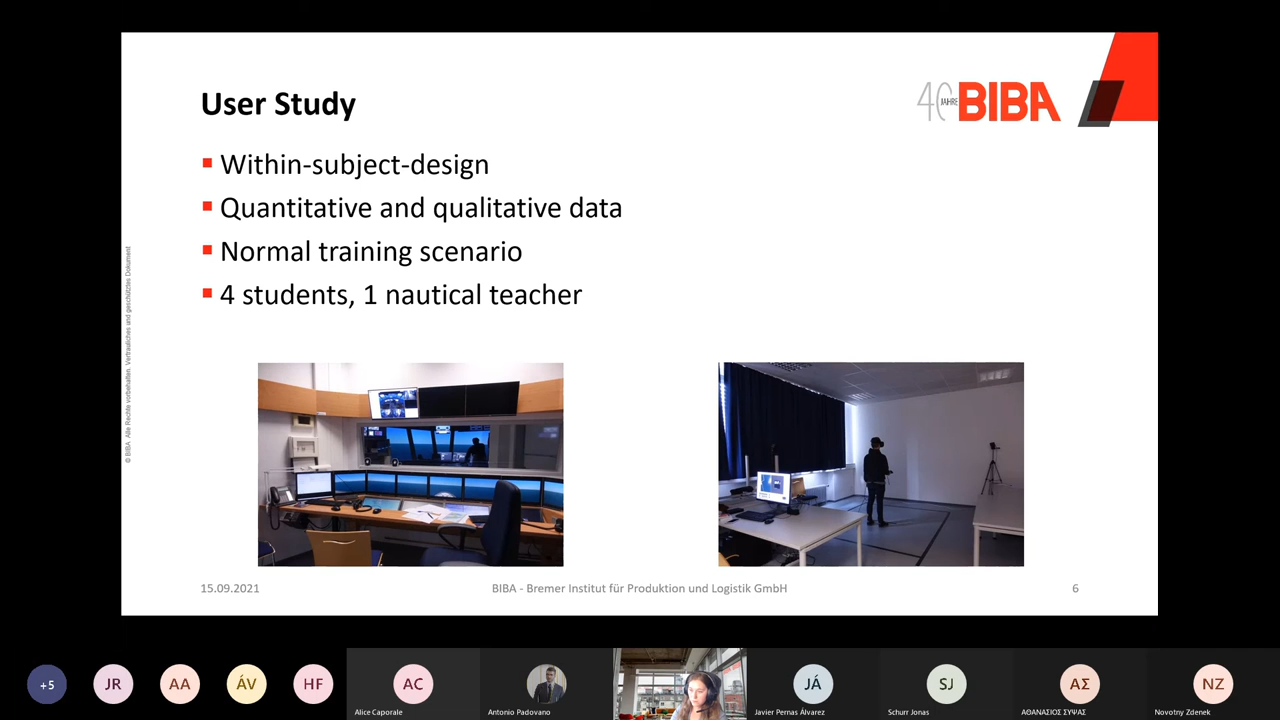 User Study
40 JAHRE BIBA
Within-subject-design
Quantitative and qualitative data
Normal training scenario
4 students, 1 nautical teacher
© BIBA Alle Rechte vorbehalten. Vertrauliches und geschütztes Dokument
15.09.2021
BIBA - Bremer Institut für Produktion und Logistik GmbH
6
+5
JR
AA
ÁV
HF
AC
JÁ
SJ
ΑΣ
NZ
Alice Caporale
Antonio Padovano
Javier Pernas Álvarez
Schurr Jonas
ΑΘΑΝΑΣΙΟΣ ΣΥΨΑΣ
Novotny Zdenek